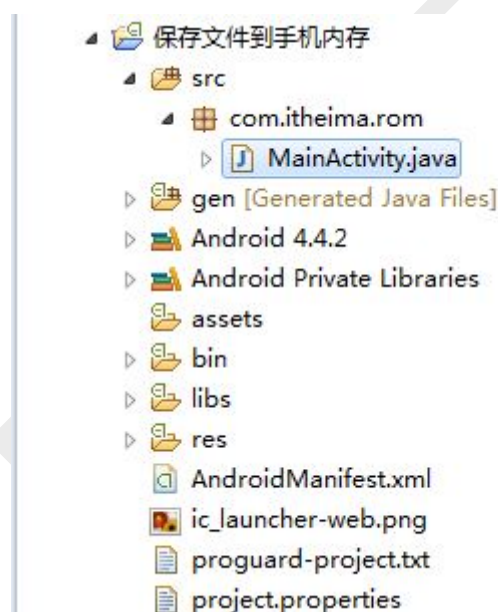 保存文件到手机内存
src
com.itheima.rom
MainActivity.java
gen [Generated Java Files]
Android 4.4.2
Android Private Libraries
assets
bin
libs
res
AndroidManifest.xml
ic_launcher-web.png
proguard-project.txt
project.properties